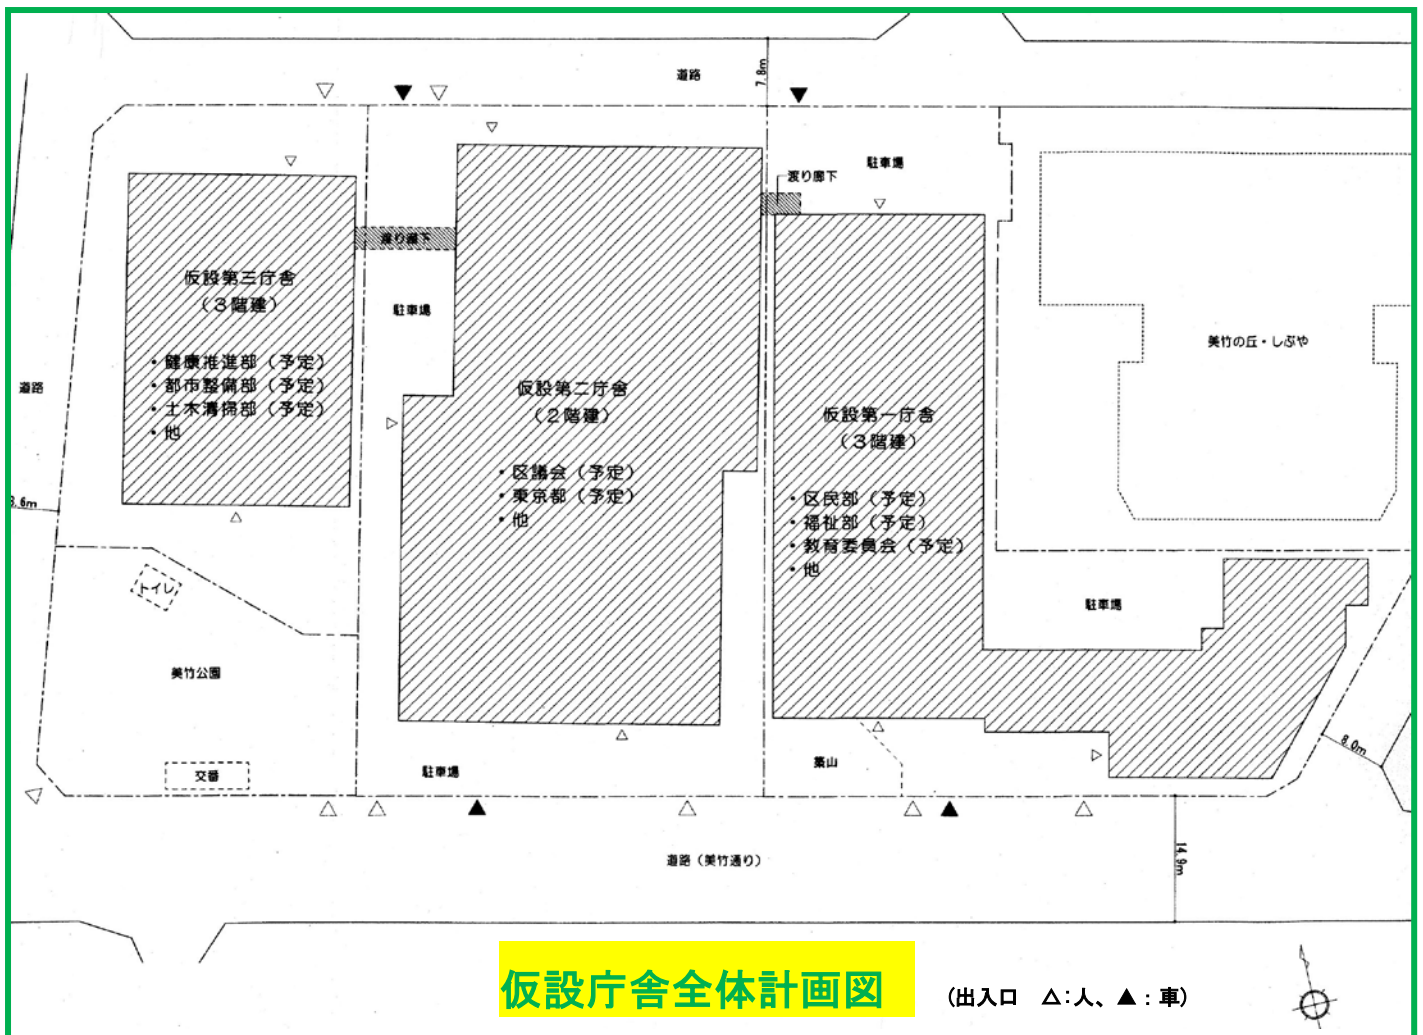 道路
7.8m
駐車場
渡り廊下
渡り廊下
仮設第三庁舎
(3階建)
・健康推進部(予定)
・都市整備部(予定)
・土木清掃部(予定)
・他
駐車場
美竹の丘・しぶや
道路
仮設第二庁舎
(2階建)
・区議会(予定)
・東京都(予定)
・他
仮設第一庁舎
(3階建)
・区民部(予定)
・福祉部(予定)
・教育委員会(予定)
・他
トイレ
駐車場
美竹公園
交番
駐車場
築山
8.0m
道路(美竹通り)
14.9m
仮設庁舎全体計画図
(出入口 △:人、▲:車)